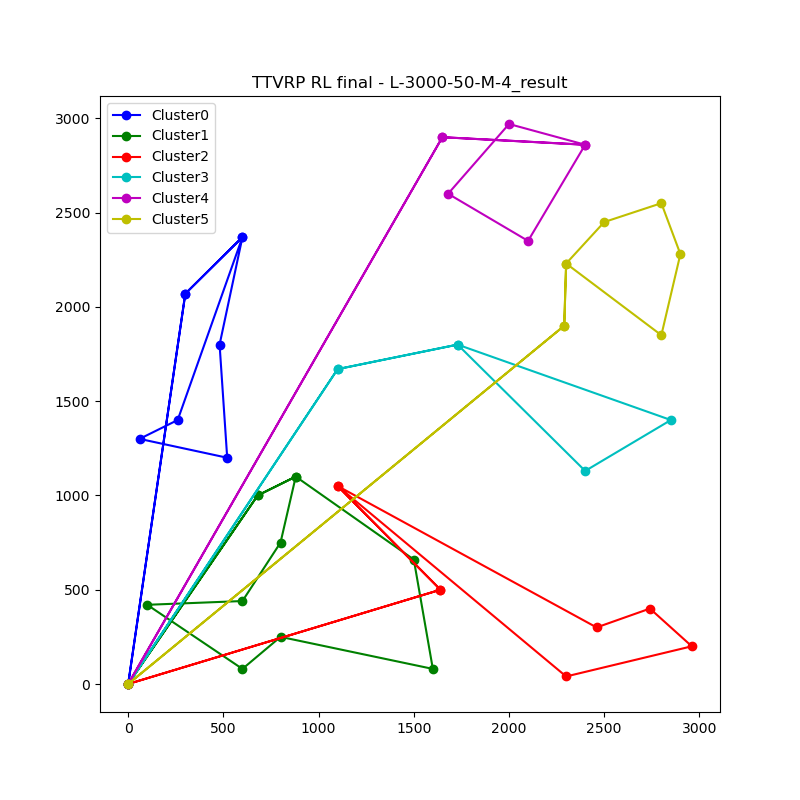 TTVRP RL final - L-3000-50-M-4_result
Cluster0
Cluster1
Cluster2
Cluster3
Cluster4
Cluster5
3000
2500
2000
1500
1000
500
0
0 500 1000 1500 2000 2500 3000